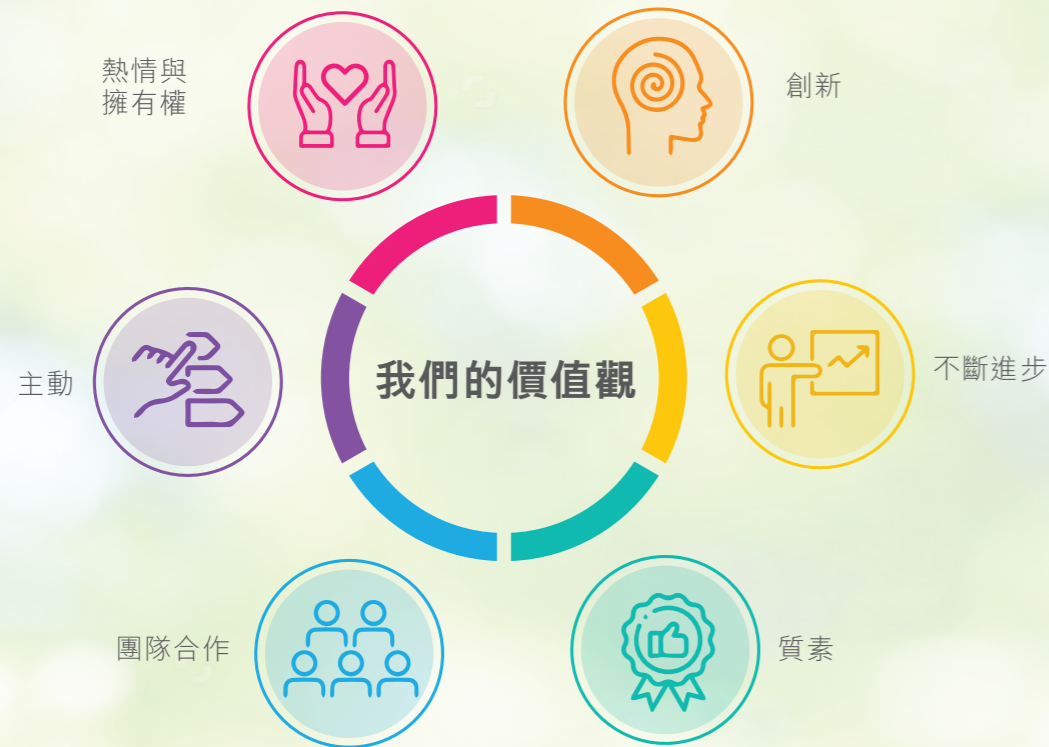 熱情與
擁有權
創新
主動
我們的價值觀
不斷進步
團隊合作
質素